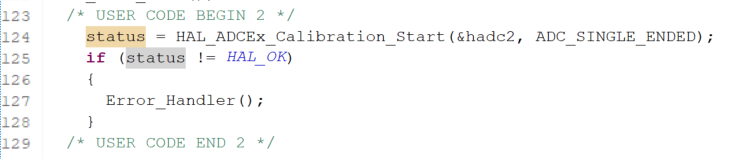 123 /* USER CODE BEGIN 2 */
124 status = HAL_ADCEx_Calibration_Start(&hadc2, ADC_SINGLE_ENDED);
125 if (status != HAL_OK)
126 {
127 Error_Handler();
128 }
129 /* USER CODE END 2 */